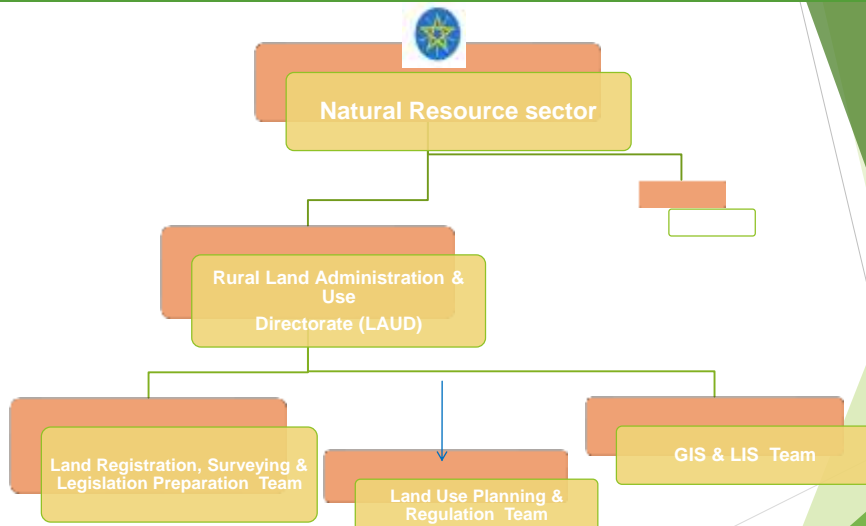 Natural Resource sector
Rural Land Administration &
Use
Directorate (LAUD)
Land Registration, Surveying &
Legislation Preparation Team
Land Use Planning &
Regulation Team
GIS & LIS Team